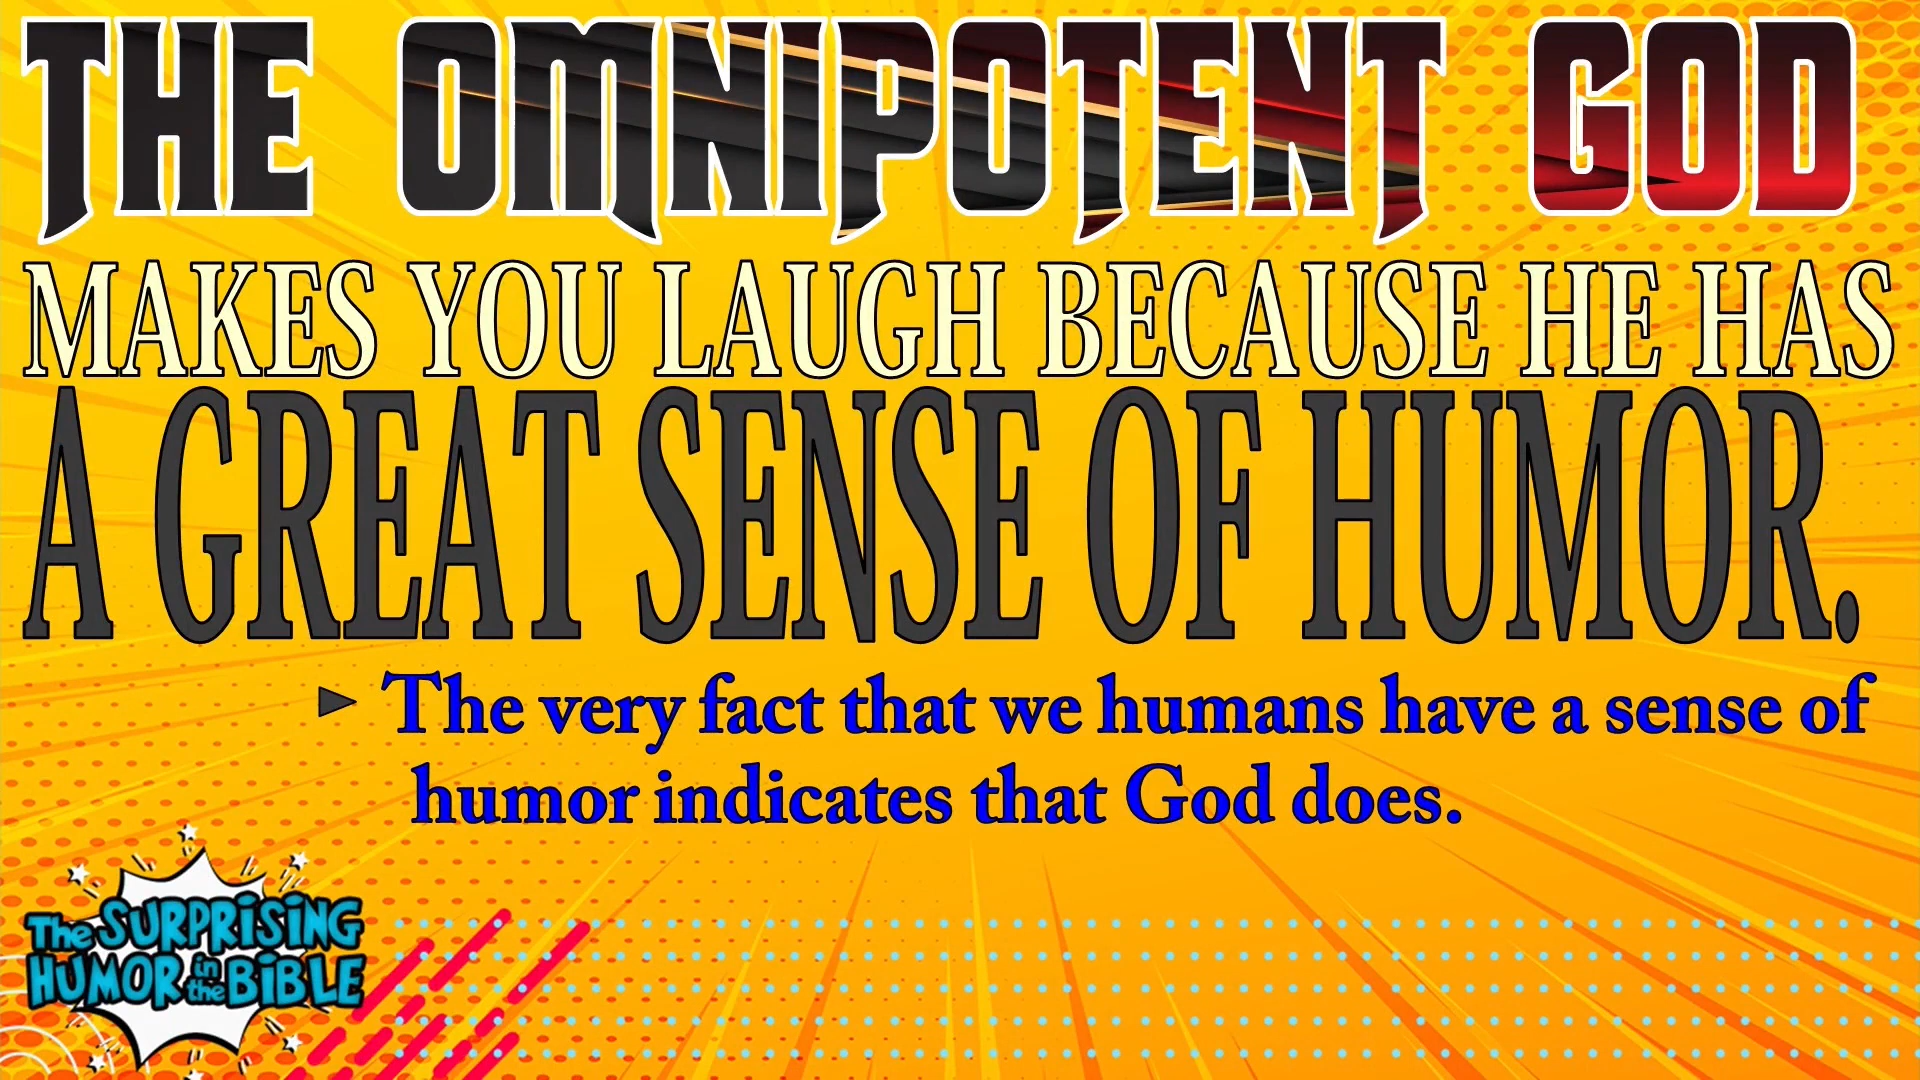 THE OMNIPOTENT GOD
MAKES YOU LAUGH BECAUSE HE HAS
A GREAT SENSE OF HUMOR.
The very fact that we humans have a sense of
humor indicates that God does.
The SURPRISING
HUMOR in the BIBLE